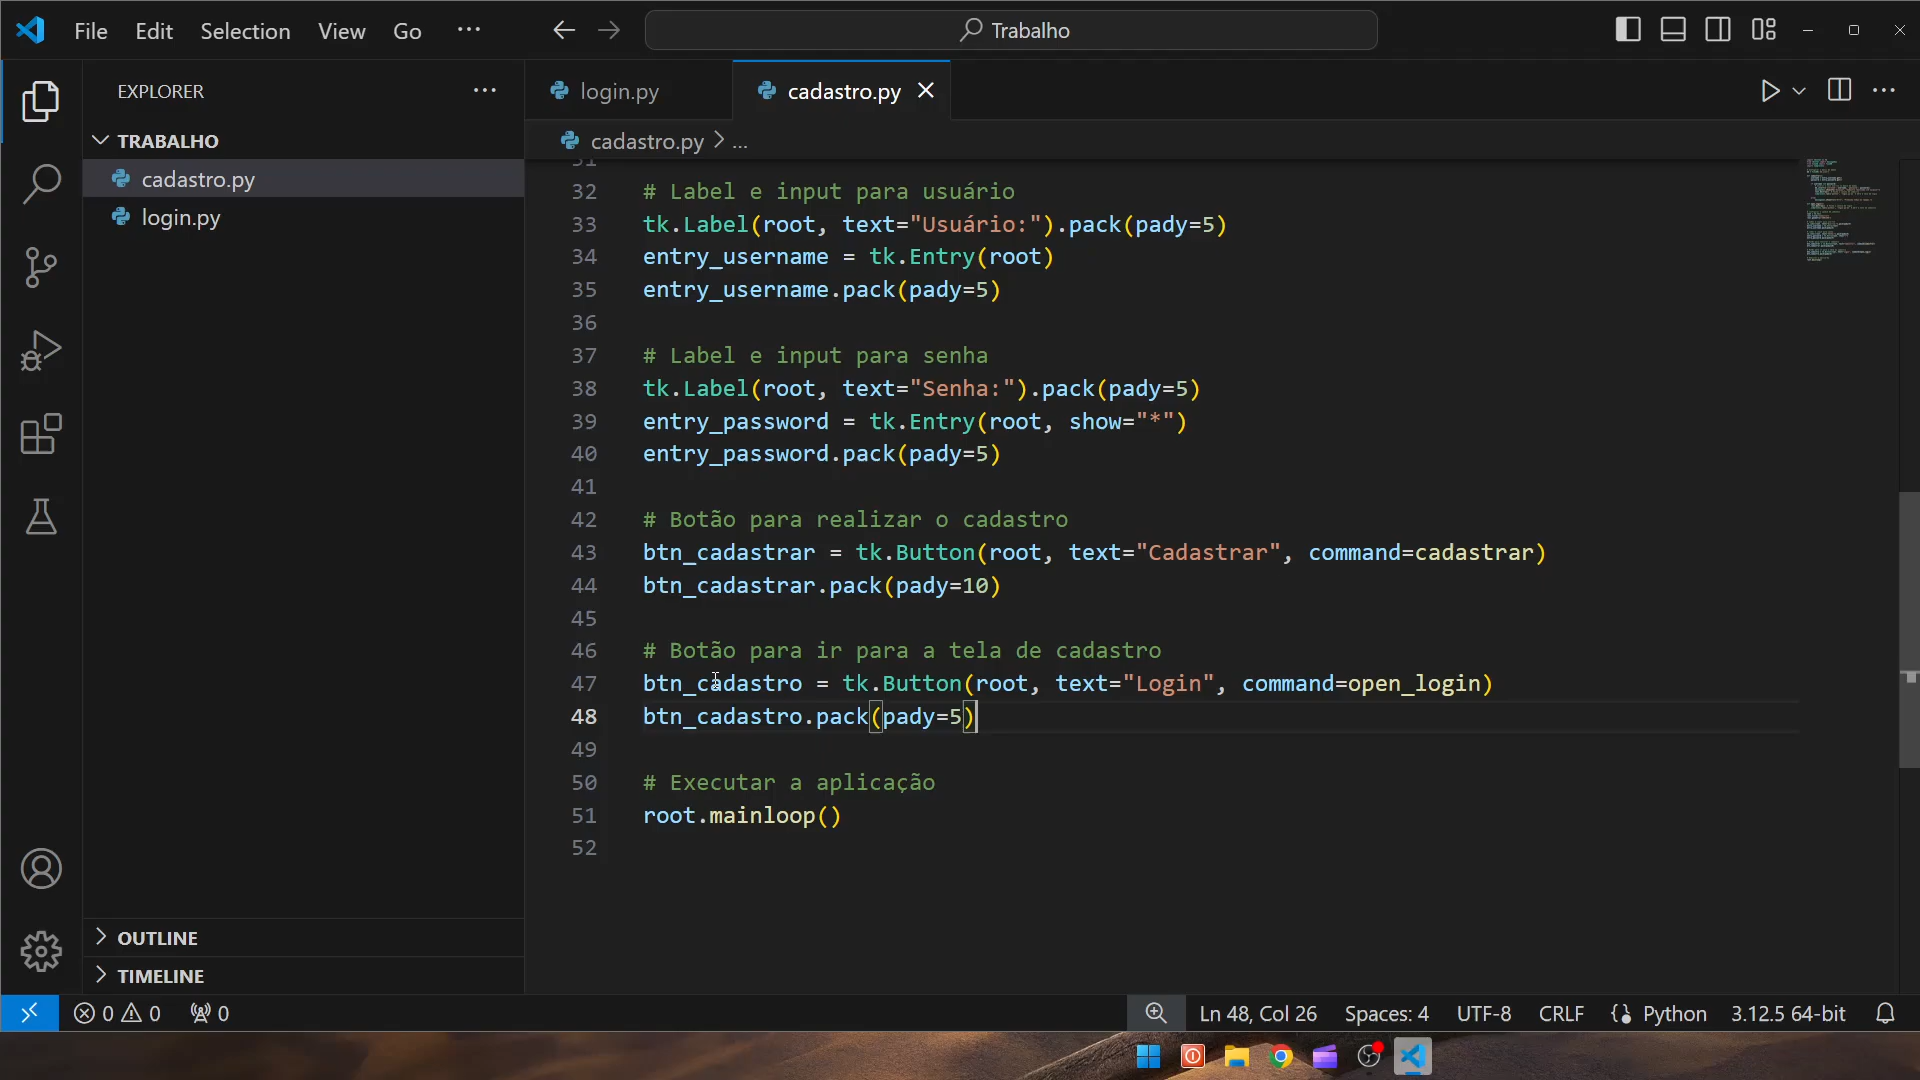 File Edit Selection View Go ···
Trabalho
EXPLORER ···
TRABALHO
cadastro.py
login.py
OUTLINE
TIMELINE
login.py
cadastro.py
cadastro.py > ...
31
32 # Label e input para usuário
33 tk.Label(root, text="Usuário:").pack(pady=5)
34 entry_username = tk.Entry(root)
35 entry_username.pack(pady=5)
36
37 # Label e input para senha
38 tk.Label(root, text="Senha:").pack(pady=5)
39 entry_password = tk.Entry(root, show="*")
40 entry_password.pack(pady=5)
41
42 # Botão para realizar o cadastro
43 btn_cadastrar = tk.Button(root, text="Cadastrar", command=cadastrar)
44 btn_cadastrar.pack(pady=10)
45
46 # Botão para ir para a tela de cadastro
47 btn_cadastro = tk.Button(root, text="Login", command=open_login)
48 btn_cadastro.pack(pady=5)
49
50 # Executar a aplicação
51 root.mainloop()
52
0 0 0
Ln 48, Col 26 Spaces: 4 UTF-8 CRLF Python 3.12.5 64-bit